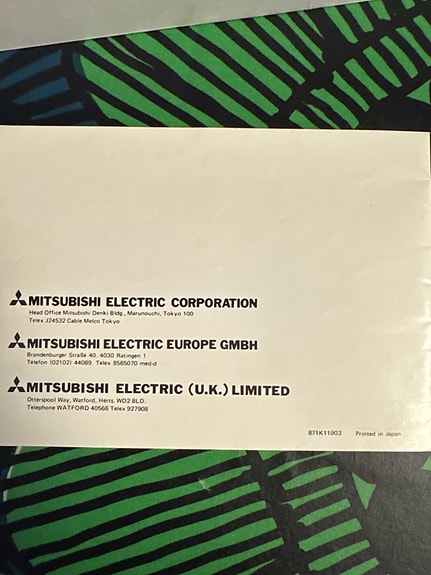 MITSUBISHI ELECTRIC CORPORATION
Head Office Mitsubishi Denki Bldg., Marunouchi, Tokyo 100
Telex J24532 Cable Melco Tokyo
MITSUBISHI ELECTRIC EUROPE GMBH
Brandenburger Straße 40. 4030 Ratingen 1
Telefon (02102) 44089. Telex 8585070 med-d
MITSUBISHI ELECTRIC (U.K.) LIMITED
Otterspool Way, Watford, Herts. WD2 8LD.
Telephone WATFORD 40566 Telex 927908
871K11903 Printed in Japan